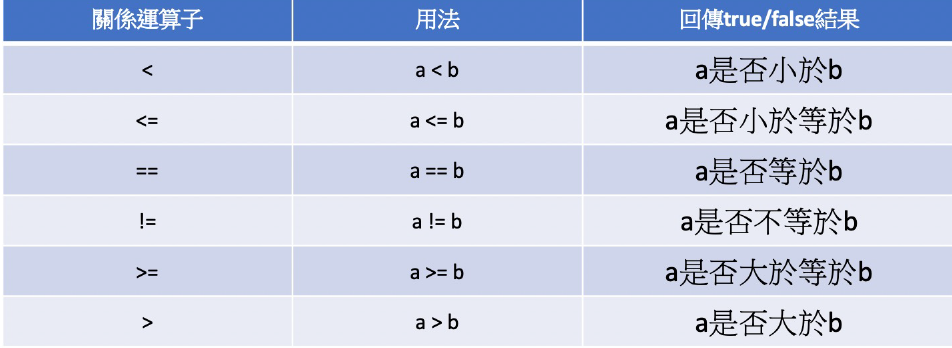 關係運算子 用法 回傳true/false結果
< a < b a是否小於b
<= a <= b a是否小於等於b
== a == b a是否等於b
!= a != b a是否不等於b
>= a >= b a是否大於等於b
> a > b a是否大於b